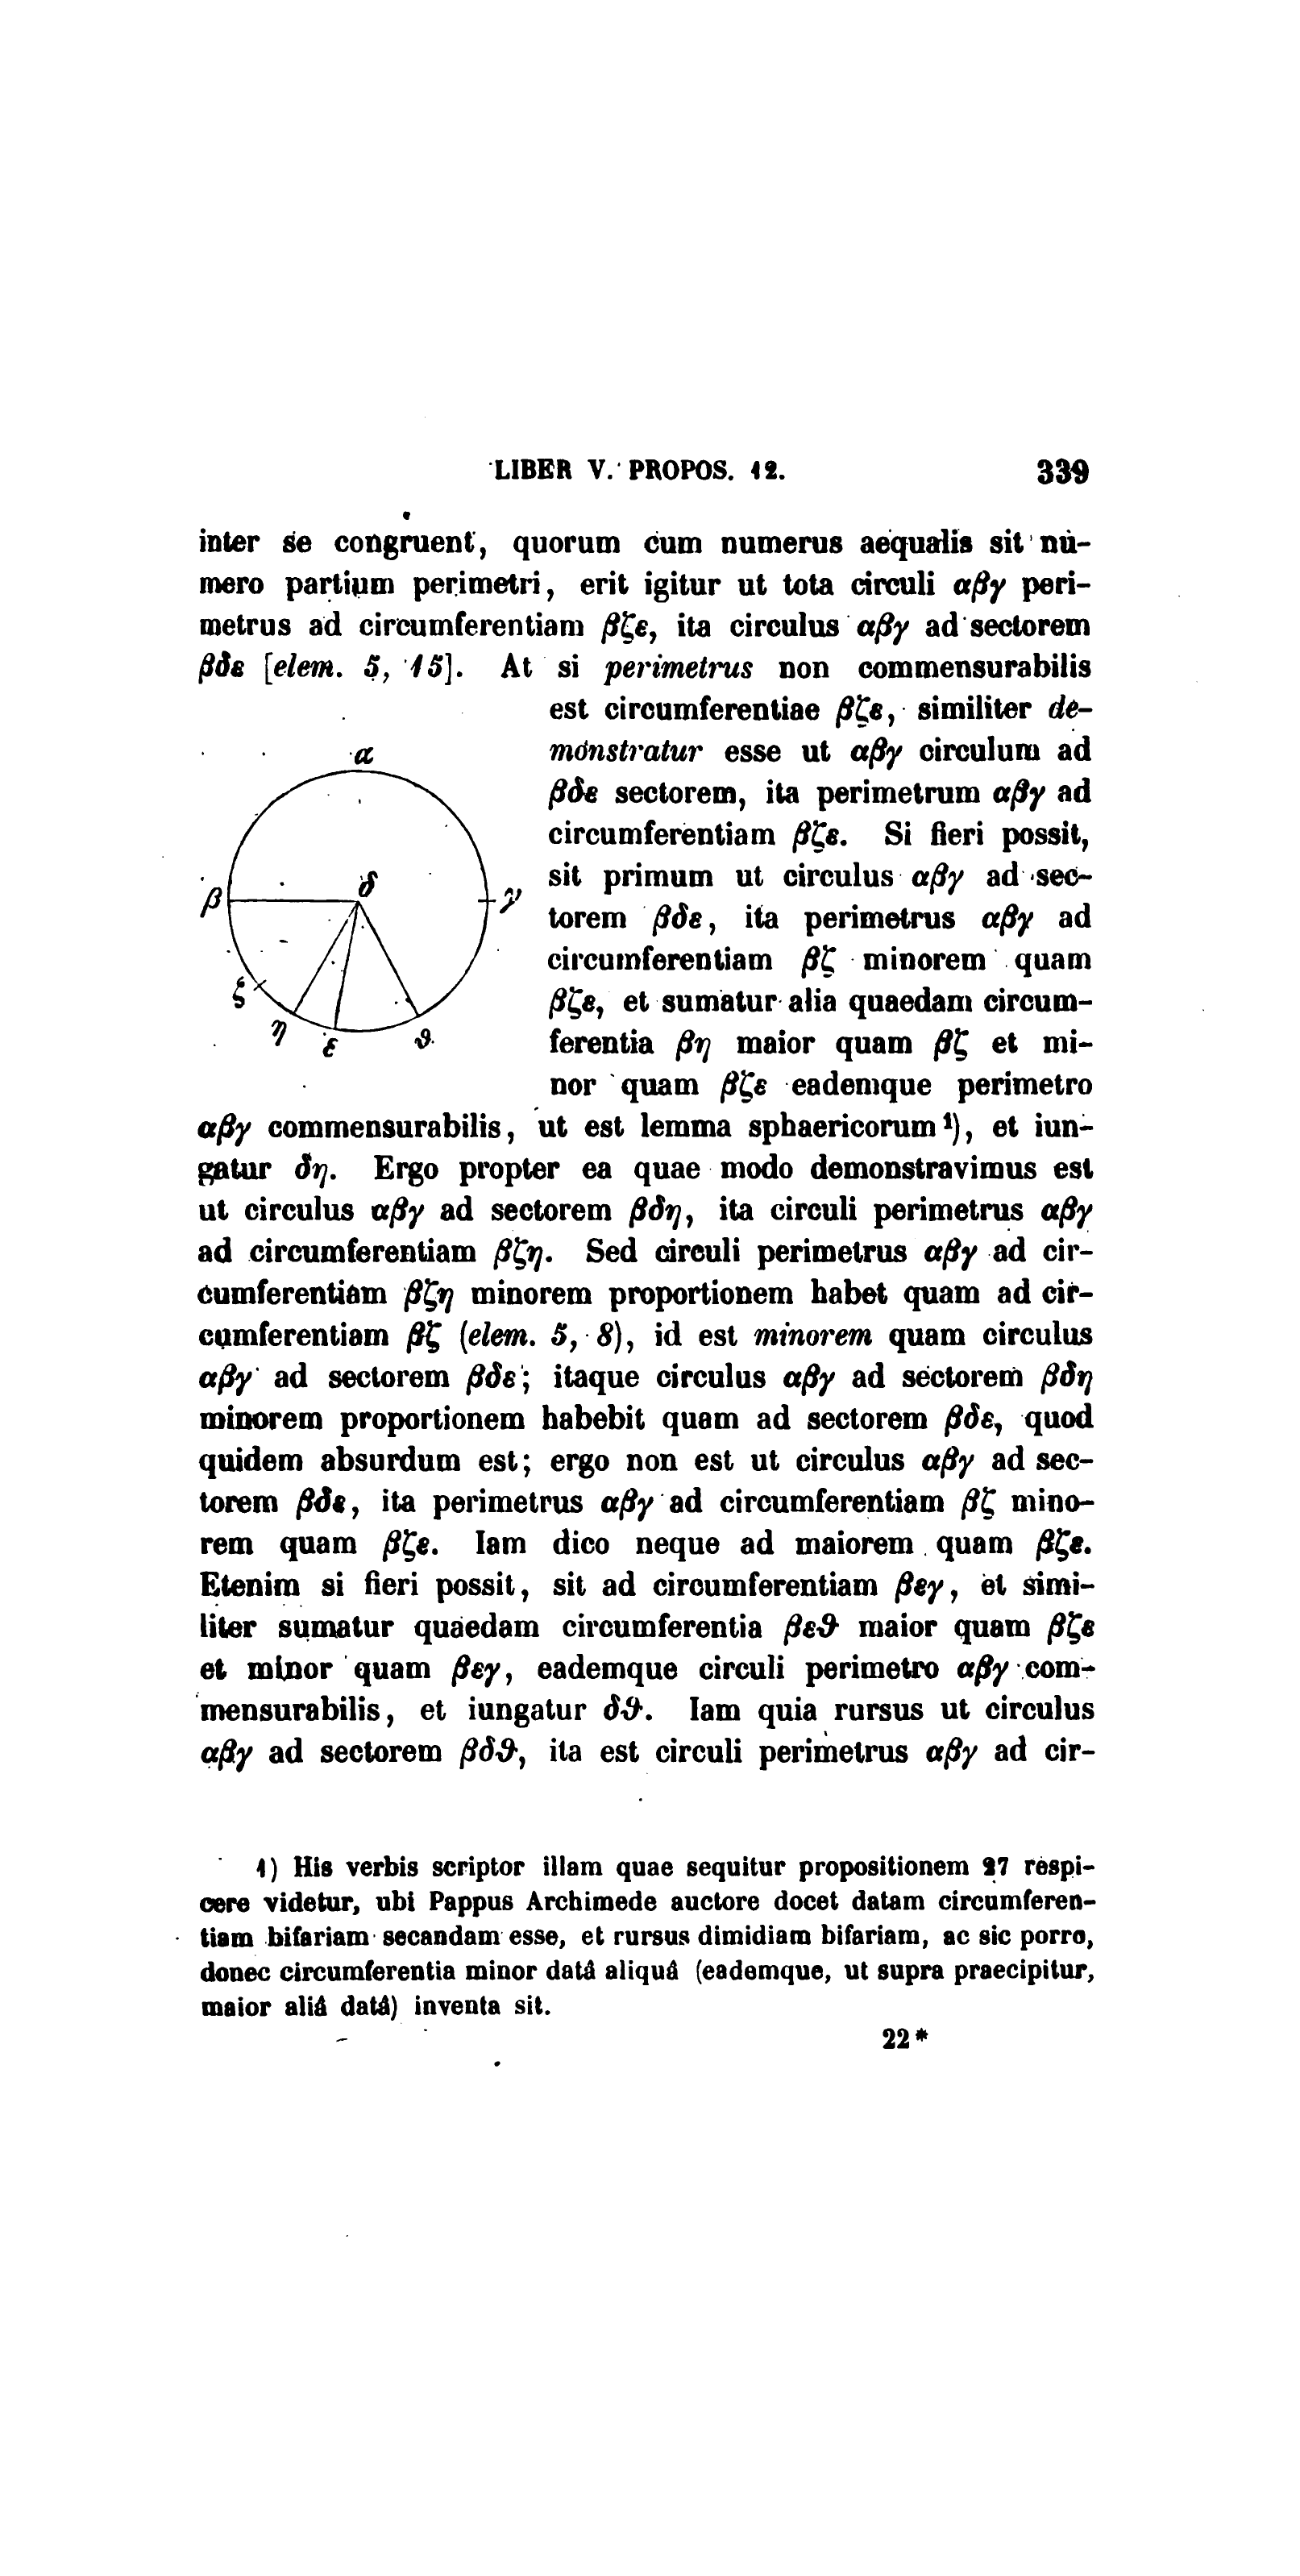 LIBER V. PROPOS. 12. 339
inter se congruent, quorum cum numerus aequalis sit nu-
mero partium perimetri, erit igitur ut tota circuli αβγ peri-
metrus ad circumferentiam βζε, ita circulus αβγ ad sectorem
βδε [elem. 5, 15]. At si perimetrus non commensurabilis
est circumferentiae βζε, similiter de-
monstratur esse ut αβγ circulum ad
βδε sectorem, ita perimetrum αβγ ad
circumferentiam βζε. Si fieri possit,
sit primum ut circulus αβγ ad sec-
torem βδε, ita perimetrus αβγ ad
circumferentiam βζ minorem quam
βζε, et sumatur alia quaedam circum-
ferentia βη maior quam βζ et mi-
nor quam βζε eademque perimetro
α
β
δ
γ
ζ
η
ε
ϑ
αβγ commensurabilis, ut est lemma sphaericorum¹), et iun-
gatur δη. Ergo propter ea quae modo demonstravimus est
ut circulus αβγ ad sectorem βδη, ita circuli perimetrus αβγ
ad circumferentiam βζη. Sed circuli perimetrus αβγ ad cir-
cumferentiam βζη minorem proportionem habet quam ad cir-
cumferentiam βζ (elem. 5, 8), id est minorem quam circulus
αβγ ad sectorem βδε; itaque circulus αβγ ad sectorem βδη
minorem proportionem habebit quam ad sectorem βδε, quod
quidem absurdum est; ergo non est ut circulus αβγ ad sec-
torem βδε, ita perimetrus αβγ ad circumferentiam βζ mino-
rem quam βζε. Iam dico neque ad maiorem quam βζε.
Etenim si fieri possit, sit ad circumferentiam βεγ, et simi-
liter sumatur quaedam circumferentia βεϑ maior quam βζε
et minor quam βεγ, eademque circuli perimetro αβγ com-
mensurabilis, et iungatur δϑ. Iam quia rursus ut circulus
αβγ ad sectorem βδϑ, ita est circuli perimetrus αβγ ad cir-
1) His verbis scriptor illam quae sequitur propositionem 27 respi-
cere videtur, ubi Pappus Archimede auctore docet datam circumferen-
tiam bifariam secandam esse, et rursus dimidiam bifariam, ac sic porro,
donec circumferentia minor datâ aliquâ (eademque, ut supra praecipitur,
maior aliâ datâ) inventa sit.
22*